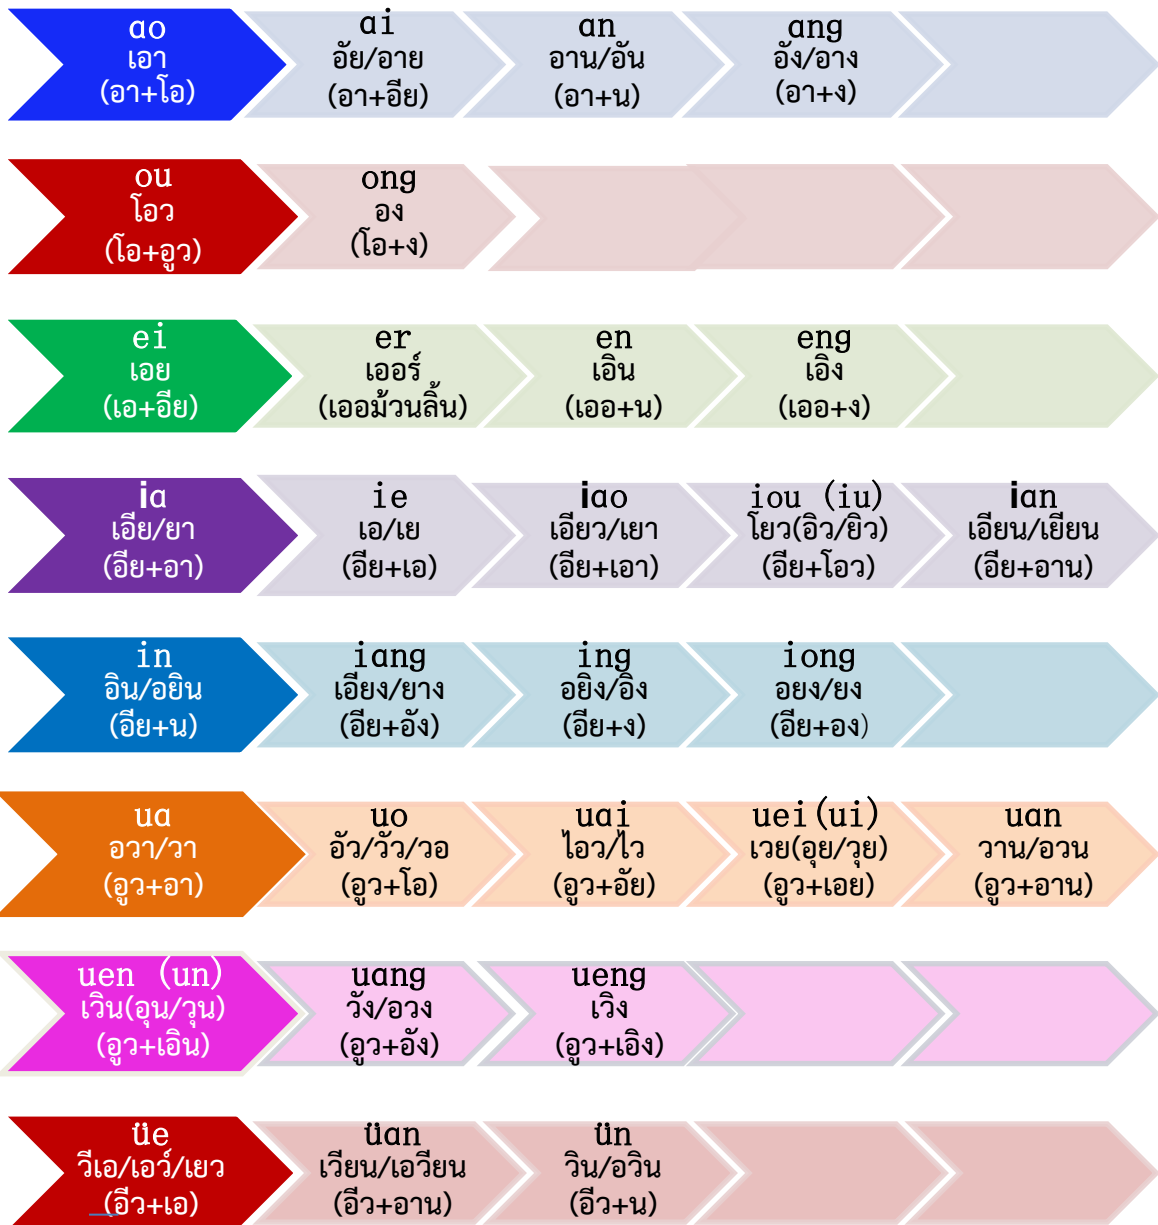 ao
เอา
(อา+โอ)
ai
อัย/อาย
(อา+อีย)
an
อาน/อัน
(อา+น)
ang
อัง/อาง
(อา+ง)
ou
โอว
(โอ+อูว)
ong
อง
(โอ+ง)
ei
เอย
(เอ+อีย)
er
เออร์
(เออม้วนลิ้น)
en
เอิน
(เออ+น)
eng
เอิง
(เออ+ง)
ia
เอีย/ยา
(อีย+อา)
ie
เอ/เย
(อีย+เอ)
iao
เอียว/เยา
(อีย+เอา)
iou (iu)
โยว(อิว/ยิว)
(อีย+โอว)
ian
เอียน/เยียน
(อีย+อาน)
in
อิน/อยิน
(อีย+น)
iang
เอียง/ยาง
(อีย+อัง)
ing
อยิง/อิง
(อีย+ง)
iong
อยง/ยง
(อีย+อง)
ua
อวา/วา
(อูว+อา)
uo
อัว/วัว/วอ
(อูว+โอ)
uai
ไอว/ไว
(อูว+อัย)
uei(ui)
เวย(อุย/วุย)
(อูว+เอย)
uan
วาน/อวน
(อูว+อาน)
uen (un)
เวิน(อุน/วุน)
(อูว+เอิน)
uang
วัง/อวง
(อูว+อัง)
ueng
เวิง
(อูว+เอิง)
üe
วีเอ/เอว์/เยว
(อีว+เอ)
üan
เวียน/เอวียน
(อีว+อาน)
ün
วิน/อวิน
(อีว+น)